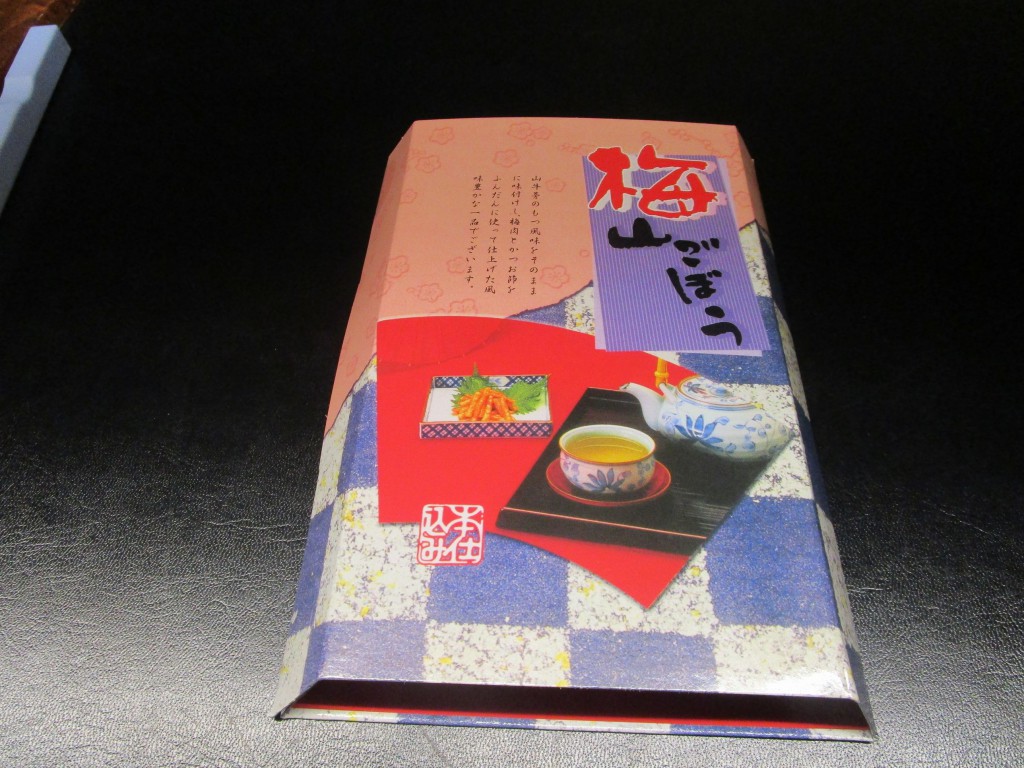 梅
山ごぼう
山牛蒡のもつ風味をそのまま
に味付けし、梅肉とかつお節を
ふんだんに使って仕上げた風
味豊かな一品でございます。
本仕
込み